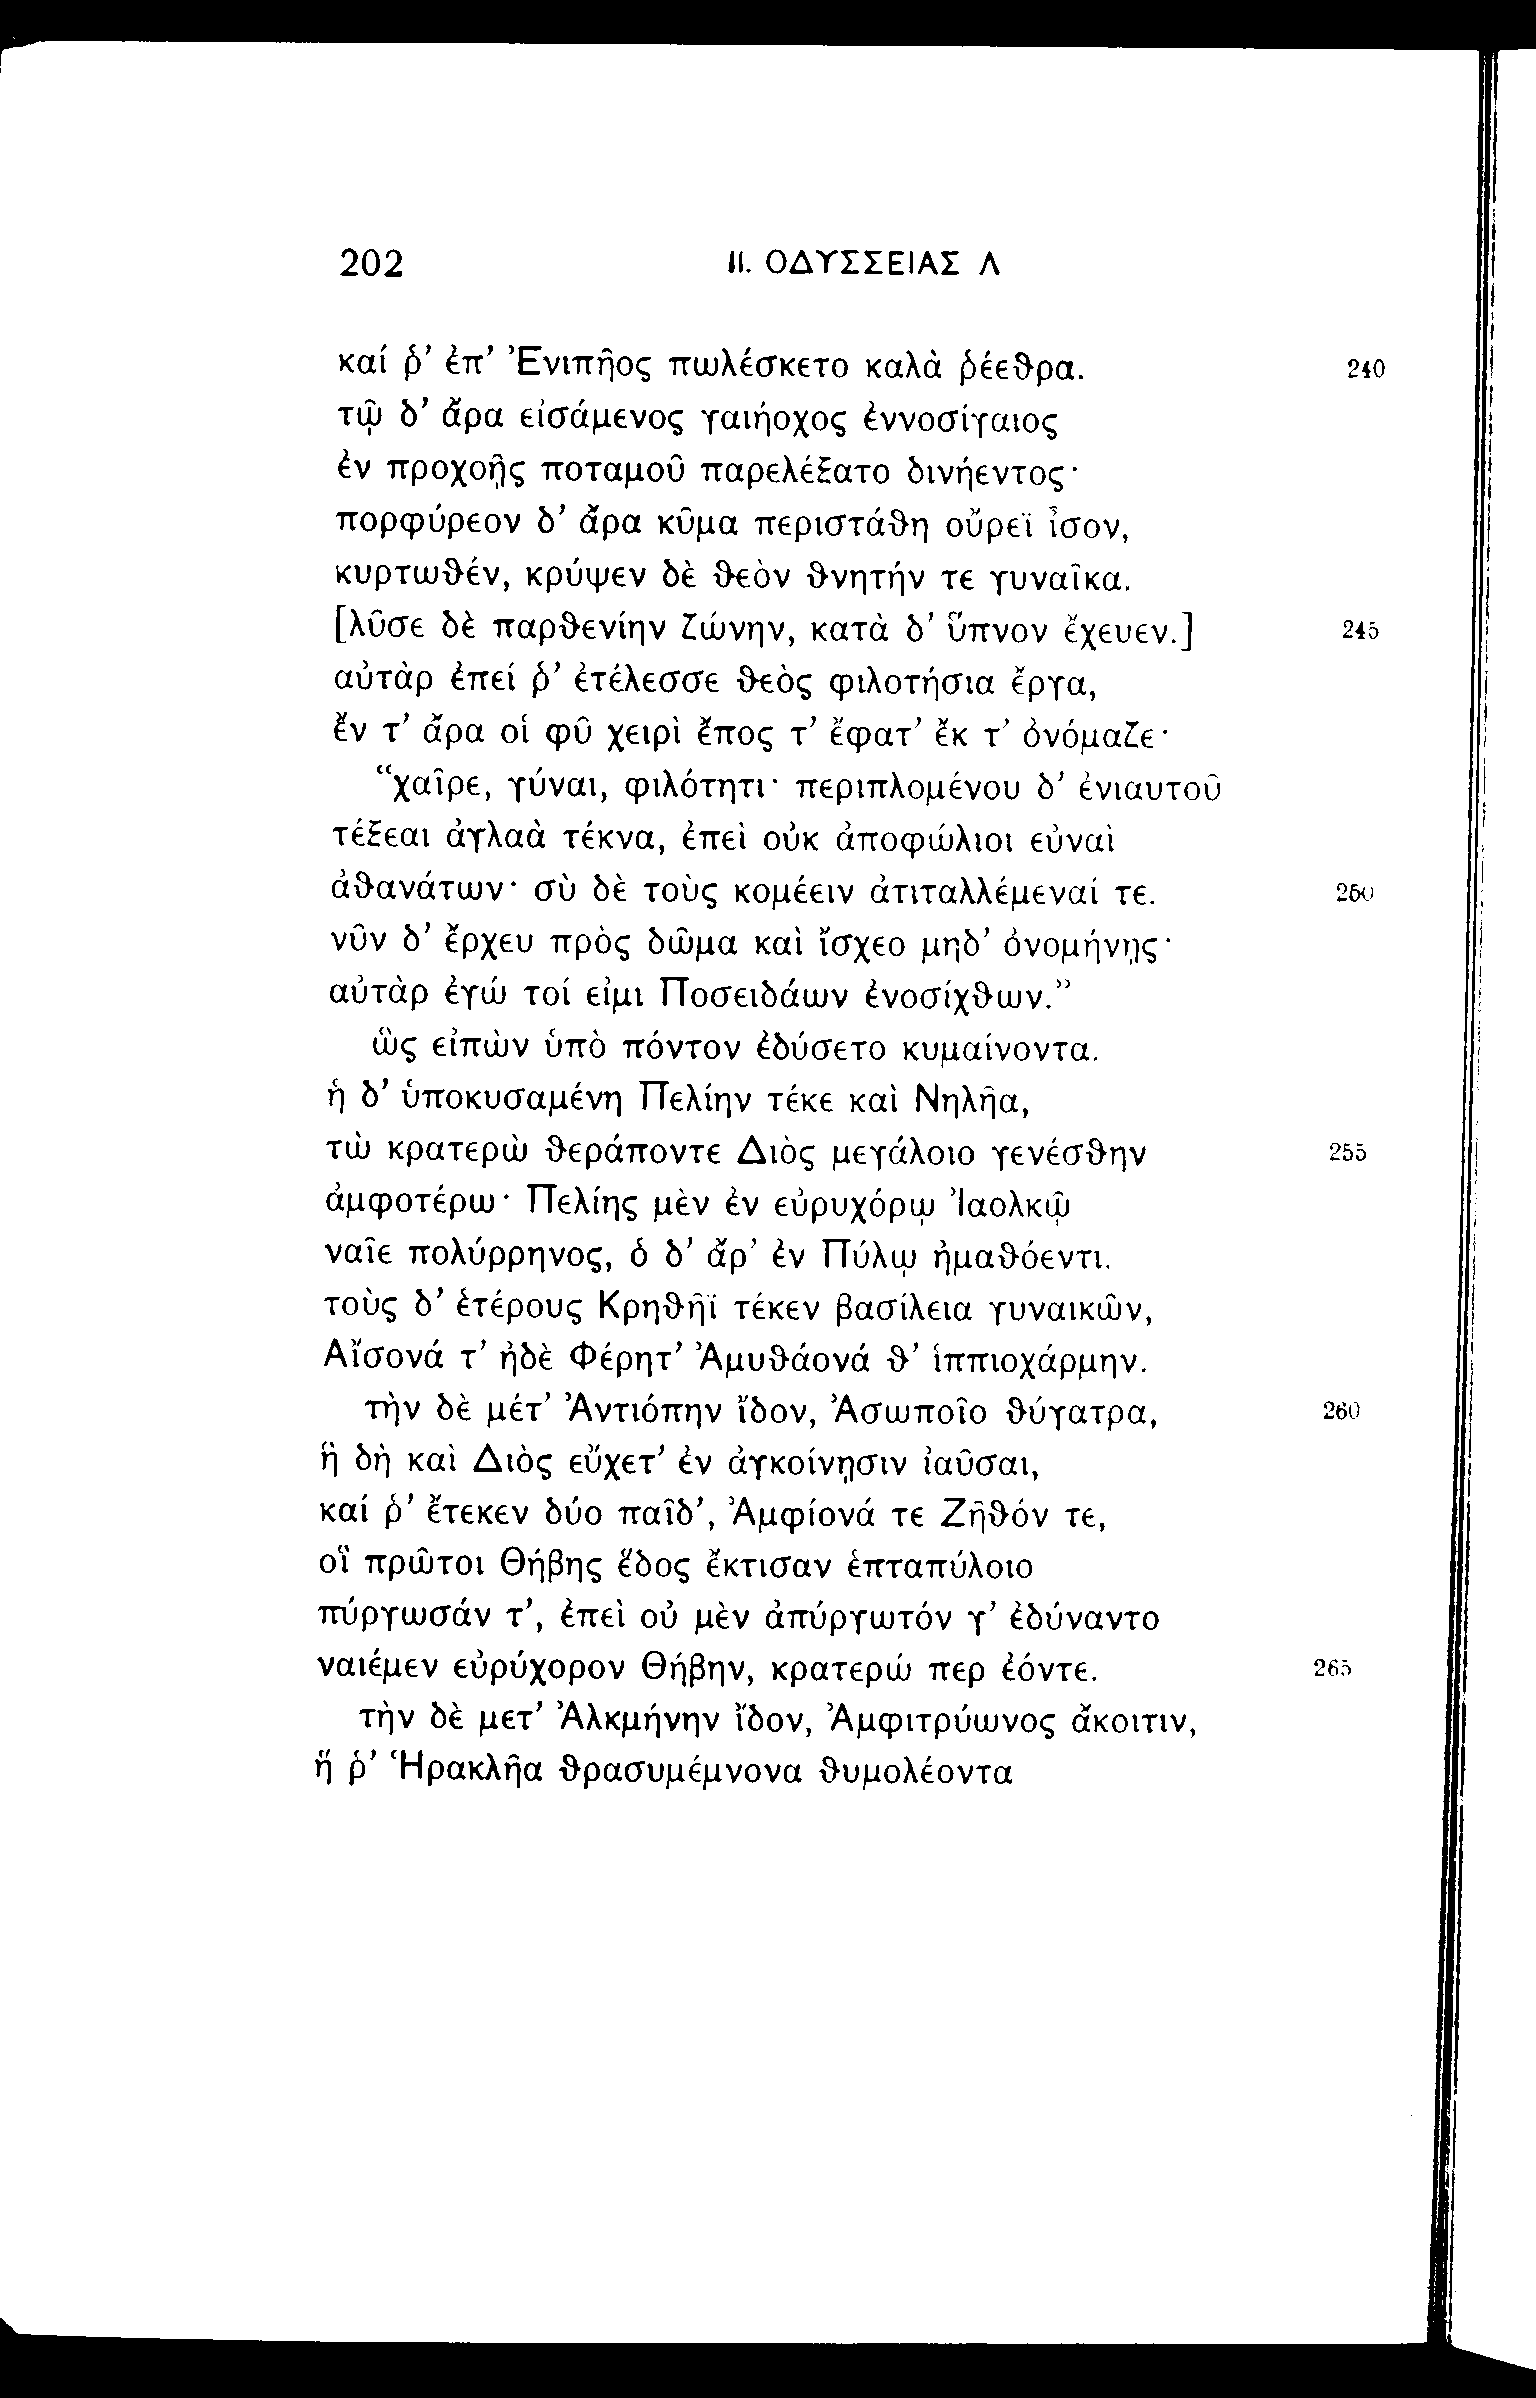 202 II. ΟΔΥΣΣΕΙΑΣ Λ
καί ῥ’ ἐπ’ Ἐνιπῆος πωλέσκετο καλὰ ῥέεθρα. 240
τῷ δ’ ἄρα εἰσάμενος γαιήοχος ἐννοσίγαιος
ἐν προχοῇς ποταμοῦ παρελέξατο δινήεντος·
πορφύρεον δ’ ἄρα κῦμα περιστάθη οὔρεϊ ἶσον,
κυρτωθέν, κρύψεν δὲ θεὸν θνητήν τε γυναῖκα.
[λῦσε δὲ παρθενίην ζώνην, κατὰ δ’ ὕπνον ἔχευεν.] 245
αὐτὰρ ἐπεί ῥ’ ἐτέλεσσε θεὸς φιλοτήσια ἔργα,
ἔν τ’ ἄρα οἱ φῦ χειρὶ ἔπος τ’ ἔφατ’ ἔκ τ’ ὀνόμαζε·
“χαῖρε, γύναι, φιλότητι· περιπλομένου δ’ ἐνιαυτοῦ
τέξεαι ἀγλαὰ τέκνα, ἐπεὶ οὐκ ἀποφώλιοι εὐναὶ
ἀθανάτων· σὺ δὲ τοὺς κομέειν ἀτιταλλέμεναί τε. 250
νῦν δ’ ἔρχευ πρὸς δῶμα καὶ ἴσχεο μηδ’ ὀνομήνῃς·
αὐτὰρ ἐγώ τοί εἰμι Ποσειδάων ἐνοσίχθων.”
ὣς εἰπὼν ὑπὸ πόντον ἐδύσετο κυμαίνοντα.
ἡ δ’ ὑποκυσαμένη Πελίην τέκε καὶ Νηλῆα,
τὼ κρατερὼ θεράποντε Διὸς μεγάλοιο γενέσθην 255
ἀμφοτέρω· Πελίης μὲν ἐν εὐρυχόρῳ Ἰαολκῷ
ναῖε πολύρρηνος, ὁ δ’ ἄρ’ ἐν Πύλῳ ἠμαθόεντι.
τοὺς δ’ ἑτέρους Κρηθῆϊ τέκεν βασίλεια γυναικῶν,
Αἴσονά τ’ ἠδὲ Φέρητ’ Ἀμυθάονά θ’ ἱππιοχάρμην.
τὴν δὲ μέτ’ Ἀντιόπην ἴδον, Ἀσωποῖο θύγατρα, 260
ἣ δὴ καὶ Διὸς εὔχετ’ ἐν ἀγκοίνῃσιν ἰαῦσαι,
καί ῥ’ ἔτεκεν δύο παῖδ’, Ἀμφίονά τε Ζῆθόν τε,
οἳ πρῶτοι Θήβης ἕδος ἔκτισαν ἑπταπύλοιο
πύργωσάν τ’, ἐπεὶ οὐ μὲν ἀπύργωτόν γ’ ἐδύναντο
ναιέμεν εὐρύχορον Θήβην, κρατερώ περ ἐόντε. 265
τὴν δὲ μετ’ Ἀλκμήνην ἴδον, Ἀμφιτρύωνος ἄκοιτιν,
ἥ ῥ’ Ἡρακλῆα θρασυμέμνονα θυμολέοντα